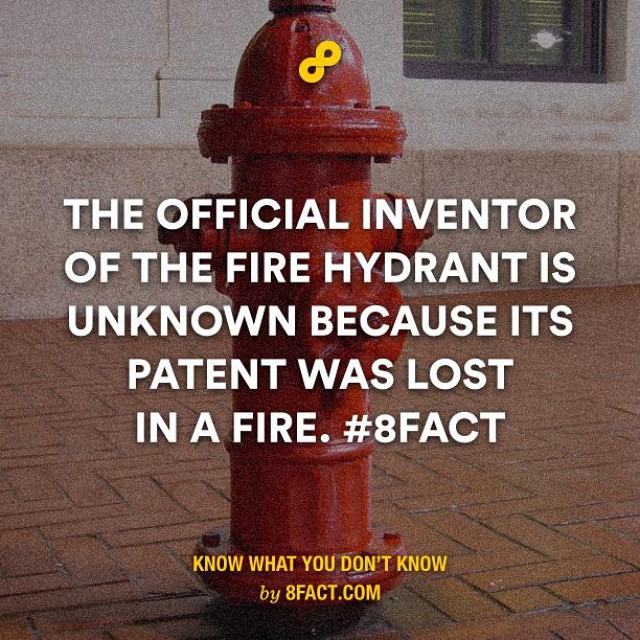 THE OFFICIAL INVENTOR
OF THE FIRE HYDRANT IS
UNKNOWN BECAUSE ITS
PATENT WAS LOST
IN A FIRE. #8FACT
KNOW WHAT YOU DON'T KNOW
by 8FACT.COM